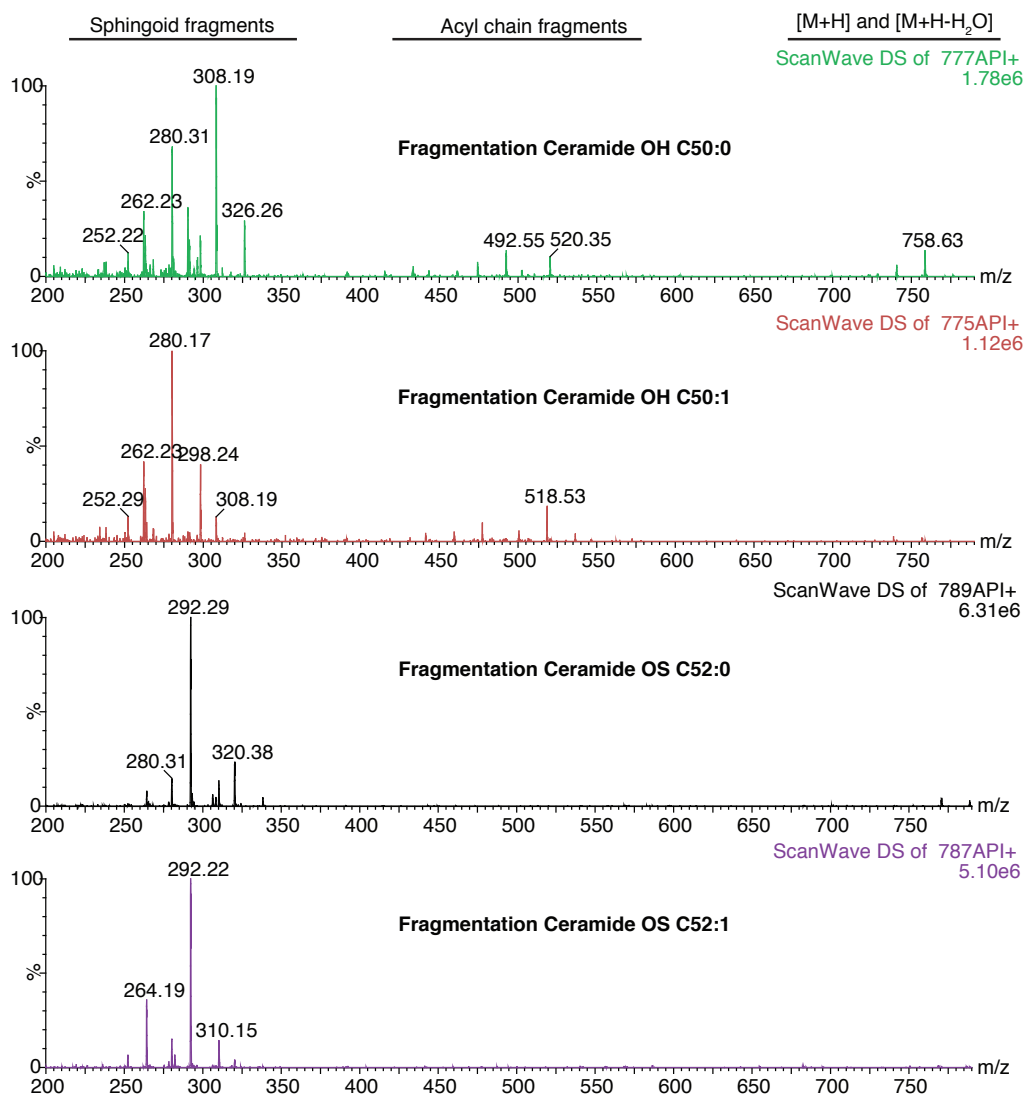 Sphingoid fragments
Acyl chain fragments
[M+H] and [M+H-H₂O]
ScanWave DS of 777API+
1.78e6
100
%
0
308.19
280.31
262.23
326.26
252.22
Fragmentation Ceramide OH C50:0
492.55
520.35
758.63
200 250 300 350 400 450 500 550 600 650 700 750 m/z
ScanWave DS of 775API+
1.12e6
100
%
0
280.17
Fragmentation Ceramide OH C50:1
262.23
298.24
252.29
308.19
518.53
200 250 300 350 400 450 500 550 600 650 700 750 m/z
ScanWave DS of 789API+
6.31e6
100
%
0
292.29
Fragmentation Ceramide OS C52:0
280.31
320.38
200 250 300 350 400 450 500 550 600 650 700 750 m/z
ScanWave DS of 787API+
5.10e6
100
%
0
292.22
Fragmentation Ceramide OS C52:1
264.19
310.15
200 250 300 350 400 450 500 550 600 650 700 750 m/z